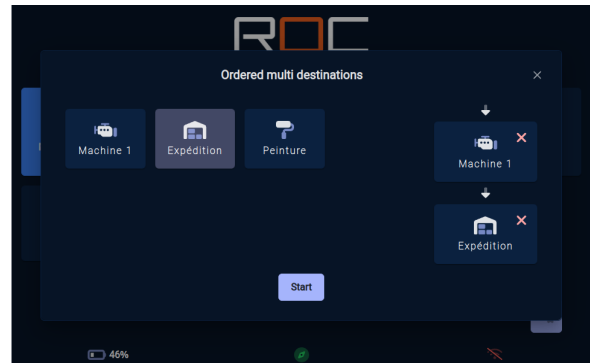 ROC
Ordered multi destinations
Machine 1
Expédition
Peinture
Machine 1
Expédition
Start
46%